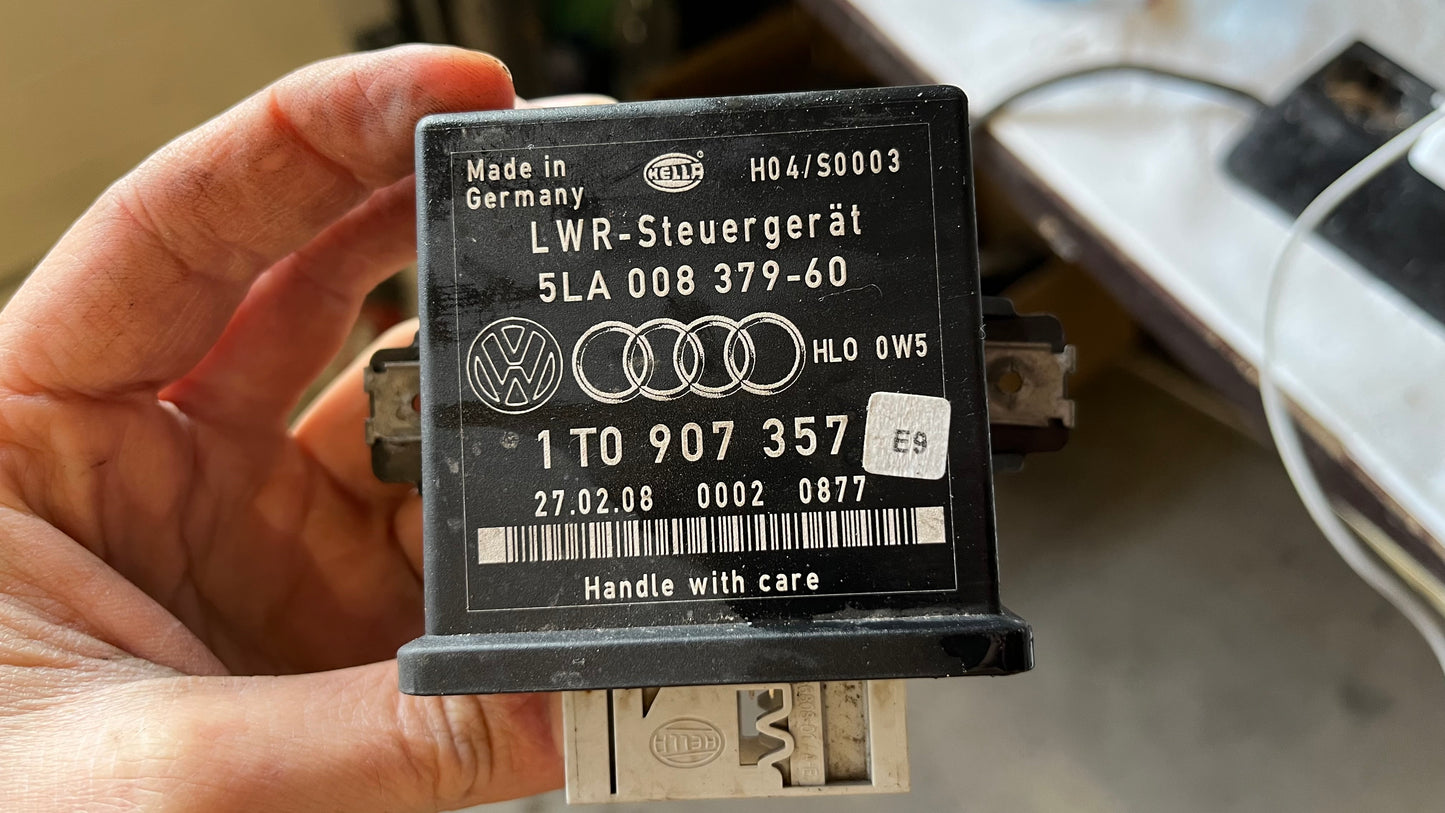 Made in
Germany
HELLA
H04/S0003
LWR-Steuergerät
5LA 008 379-60
HL0 0W5
1T0 907 357
E9
27.02.08 0002 0877
Handle with care
HELLA